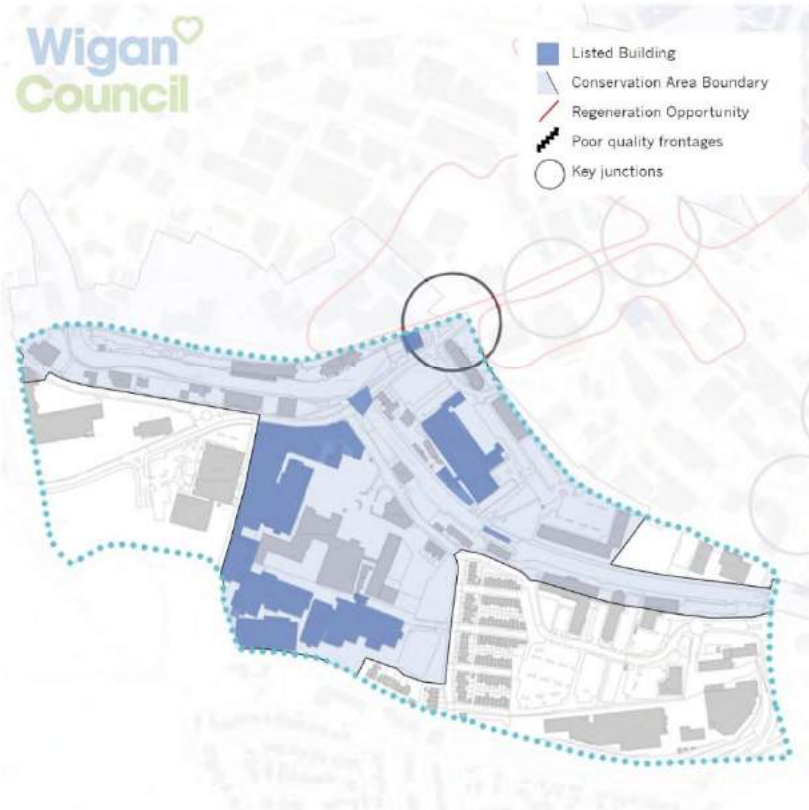 Wigan
Council
Listed Building
Conservation Area Boundary
Regeneration Opportunity
Poor quality frontages
Key junctions